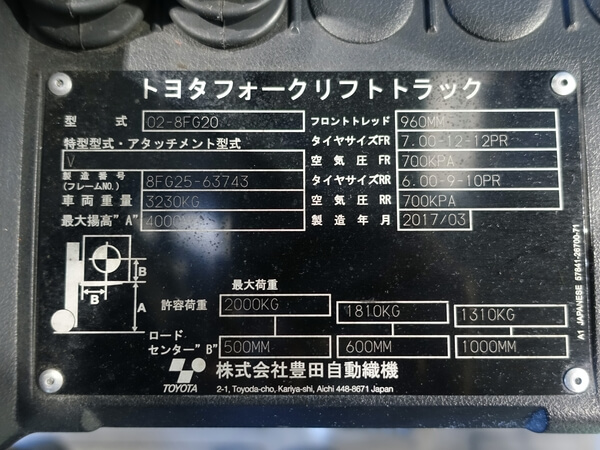 トヨタフォークリフトトラック
型式 02-8FG20 フロントトレッド 960MM
特型型式・アタッチメント型式 タイヤサイズFR 7.00-12-12PR
V 空気圧FR 700KPA
製造番号(フレームNO.) 8FG25-63743 タイヤサイズRR 6.00-9-10PR
車両重量 3230KG 空気圧RR 700KPA
最大揚高"A" 4000 製造年月 2017/03
B
B A
最大荷重
許容荷重 2000KG 1810KG 1310KG
ロード
センター"B" 500MM 600MM 1000MM
株式会社豊田自動織機
TOYOTA 2-1, Toyoda-cho, Kariya-shi, Aichi 448-8671 Japan
A1 JAPANESE 57841-26700-71